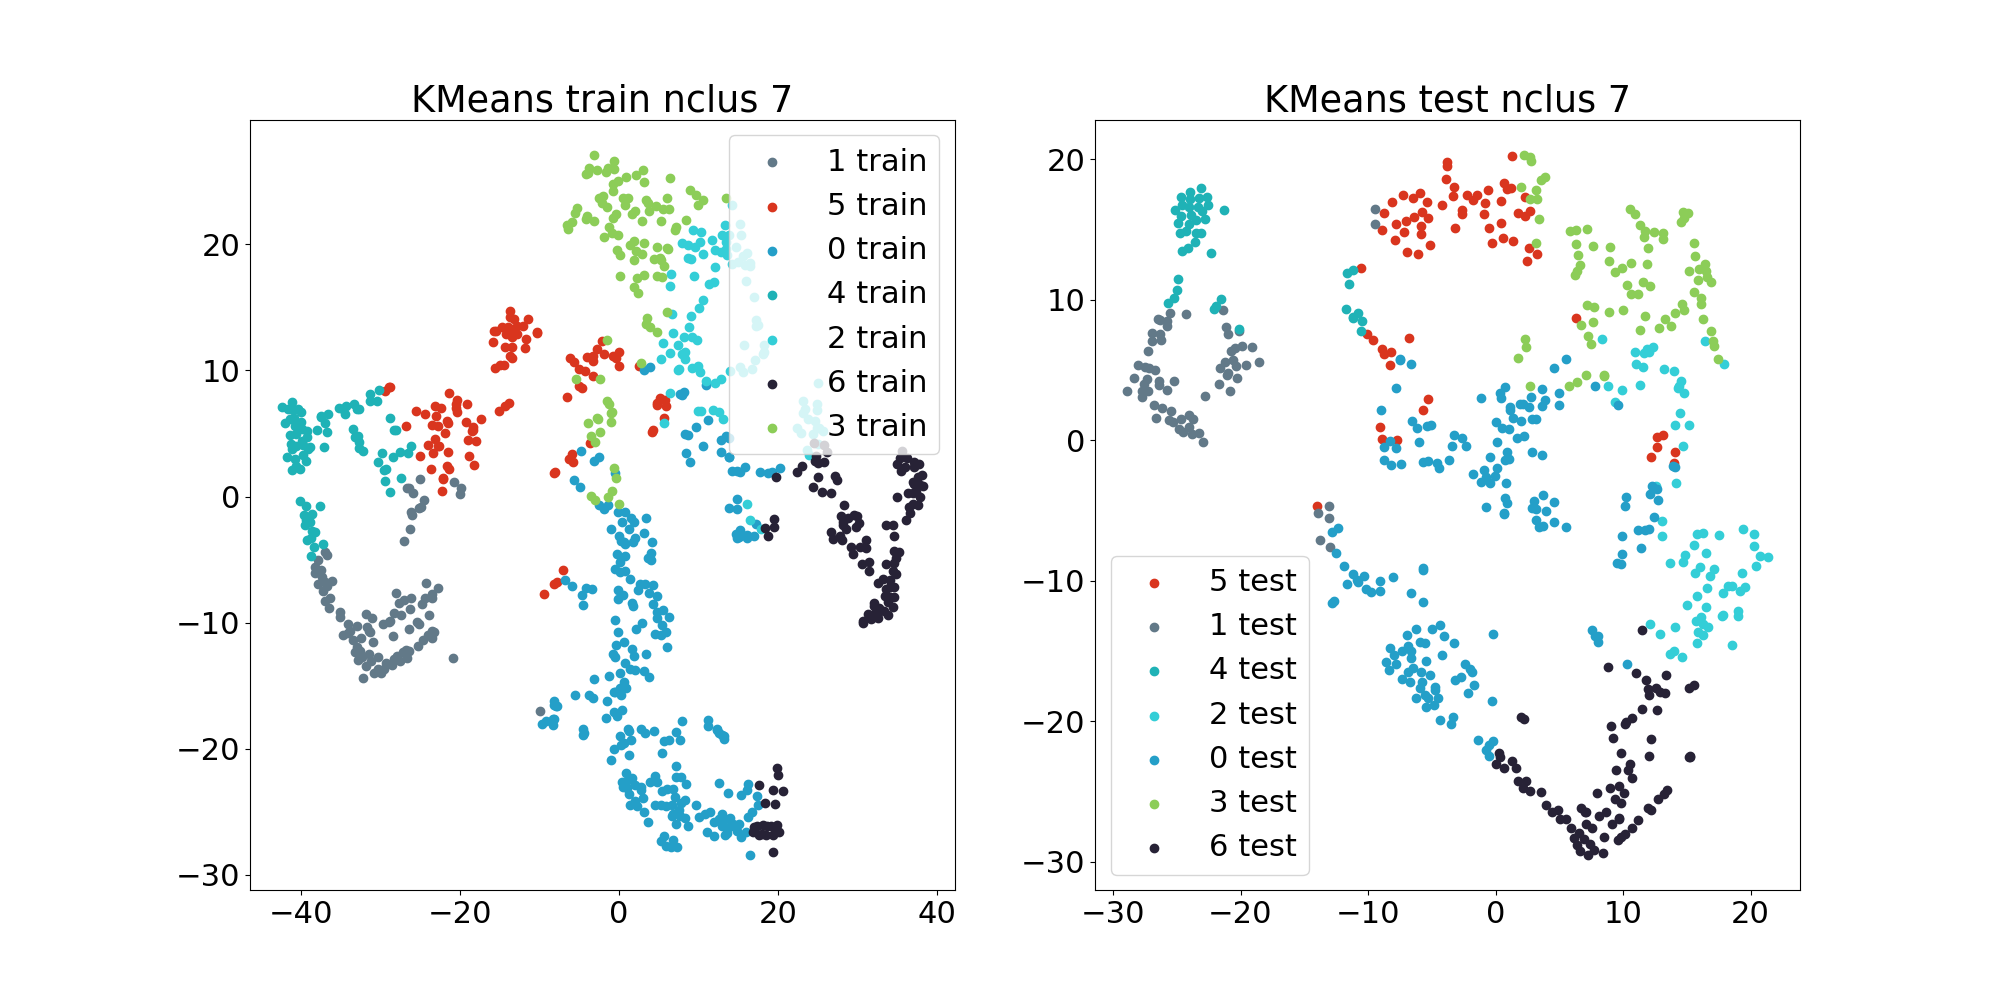 KMeans train nclus 7
1 train
5 train
0 train
4 train
2 train
6 train
3 train
20
10
0
−10
−20
−30
−40 −20 0 20 40
KMeans test nclus 7
20
10
0
−10
−20
−30
5 test
1 test
4 test
2 test
0 test
3 test
6 test
−30 −20 −10 0 10 20